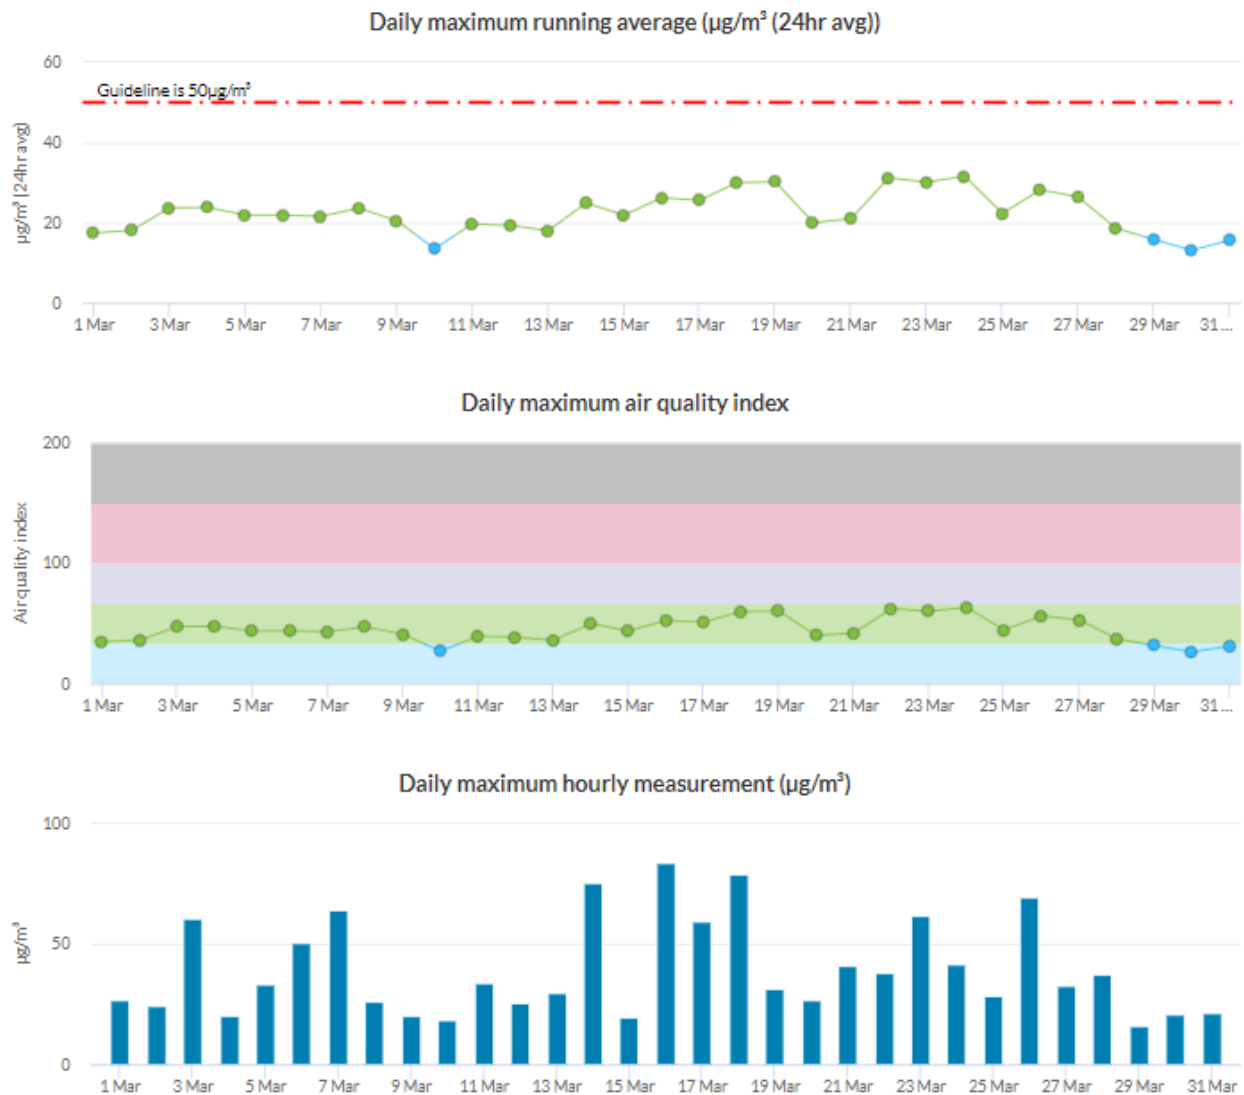 Daily maximum running average (µg/m³ (24hr avg))
60
Guideline is 50µg/m³
40
20
0
µg/m³ (24hr avg)
1 Mar 3 Mar 5 Mar 7 Mar 9 Mar 11 Mar 13 Mar 15 Mar 17 Mar 19 Mar 21 Mar 23 Mar 25 Mar 27 Mar 29 Mar 31 ...
Daily maximum air quality index
200
100
0
Air quality index
1 Mar 3 Mar 5 Mar 7 Mar 9 Mar 11 Mar 13 Mar 15 Mar 17 Mar 19 Mar 21 Mar 23 Mar 25 Mar 27 Mar 29 Mar 31 ...
Daily maximum hourly measurement (µg/m³)
100
50
0
µg/m³
1 Mar 3 Mar 5 Mar 7 Mar 9 Mar 11 Mar 13 Mar 15 Mar 17 Mar 19 Mar 21 Mar 23 Mar 25 Mar 27 Mar 29 Mar 31 Mar